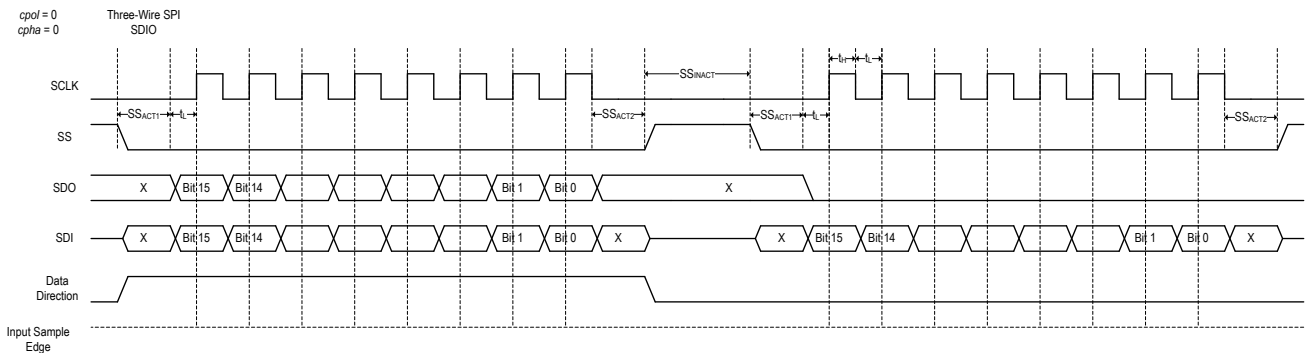 cpol = 0 Three-Wire SPI
cpha = 0 SDIO
SCLK
tH tL
SSINACT
SSACT1 tL SSACT2 SSACT1 tL SSACT2
SS
SDO X Bit 15 Bit 14 Bit 1 Bit 0 X
SDI X Bit 15 Bit 14 Bit 1 Bit 0 X X Bit 15 Bit 14 Bit 1 Bit 0 X
Data
Direction
Input Sample
Edge